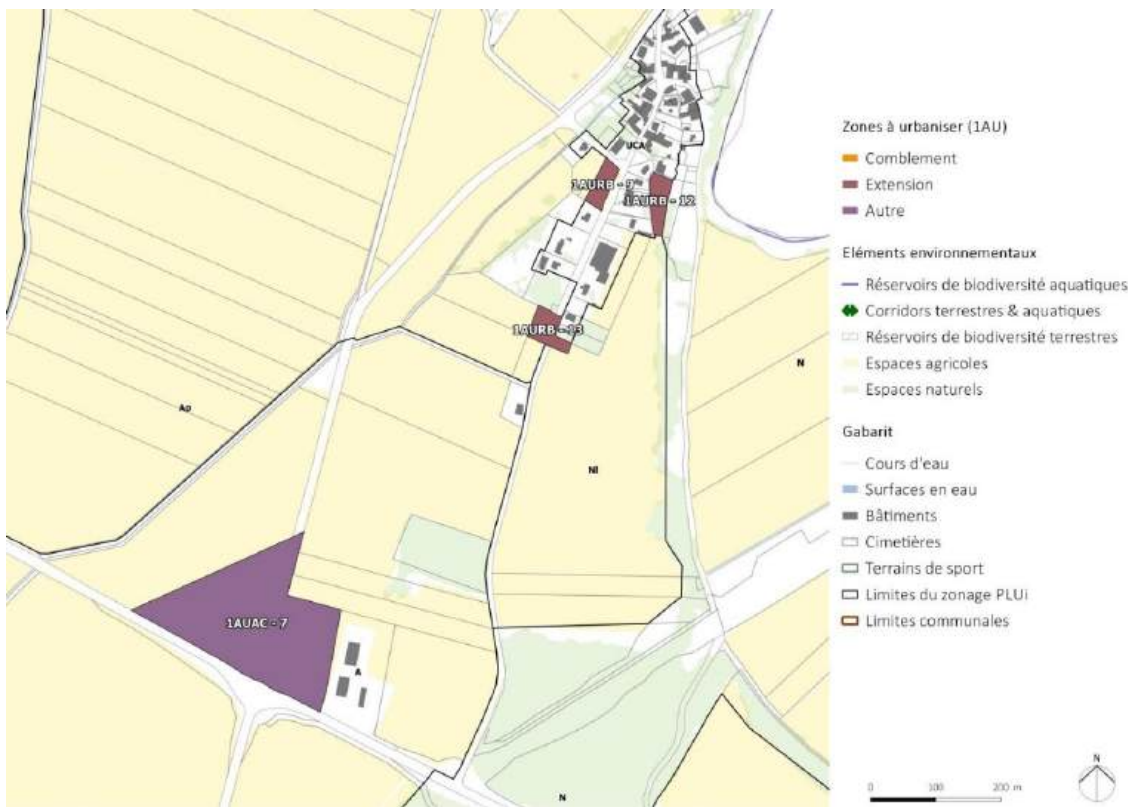 UCA
1AURB - 9
1AURB - 12
1AURB - 13
N
Ap
Nl
1AUAC - 7
A
N
Zones à urbaniser (1AU)
Comblement
Extension
Autre
Eléments environnementaux
Réservoirs de biodiversité aquatiques
Corridors terrestres & aquatiques
Réservoirs de biodiversité terrestres
Espaces agricoles
Espaces naturels
Gabarit
Cours d'eau
Surfaces en eau
Bâtiments
Cimetières
Terrains de sport
Limites du zonage PLUi
Limites communales
N
0 100 200 m